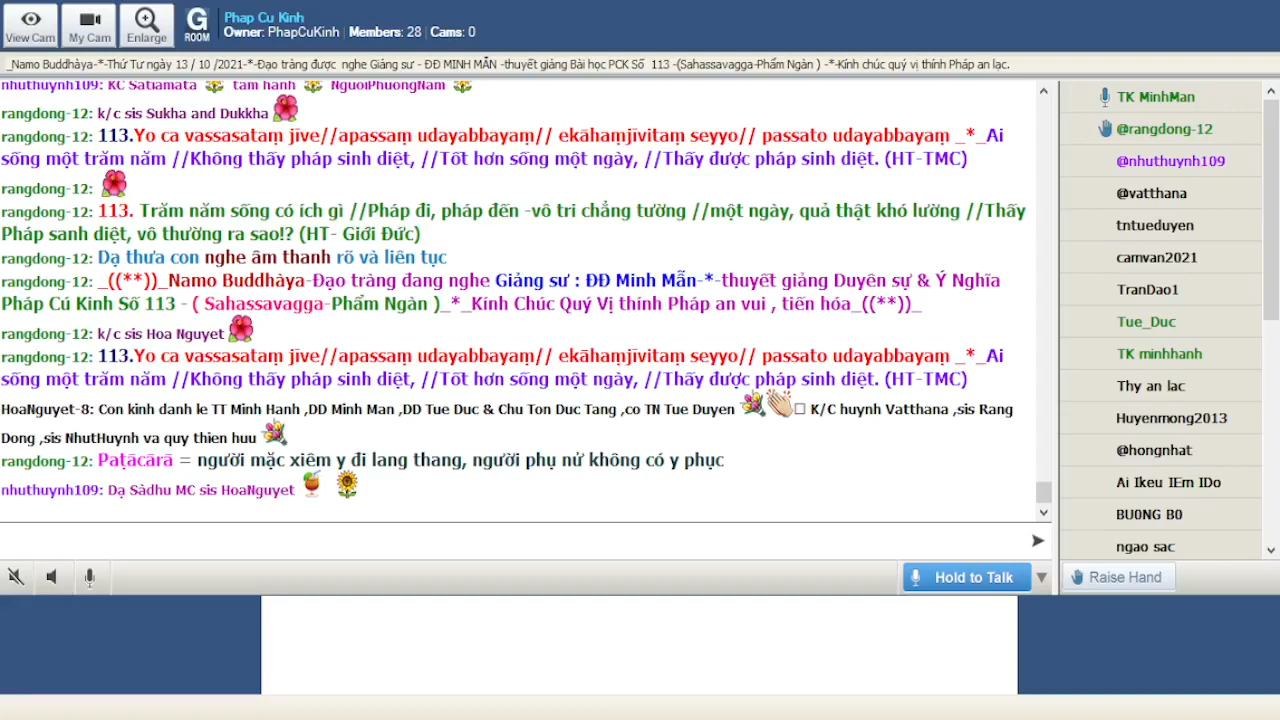 View Cam
My Cam
Enlarge
G
ROOM
Phap Cu Kinh
Owner: PhapCuKinh | Members: 28 | Cams: 0
_Namo Buddhàya-*-Thứ Tư ngày 13 / 10 /2021-*-Đạo tràng được nghe Giảng sư - ĐĐ MINH MẪN -thuyết giảng Bài học PCK Số 113 -(Sahassavagga-Phẩm Ngàn ) -*-Kính chúc quý vị thính Pháp an lạc.
nhuthuynh109: KC Satiamata tam hanh NguoiPhuongNam
rangdong-12: k/c sis Sukha and Dukkha
rangdong-12: 113.Yo ca vassasataṃ jīve//apassaṃ udayabbayaṃ// ekāhaṃjīvitaṃ seyyo// passato udayabbayaṃ _*_Ai
sống một trăm năm //Không thấy pháp sinh diệt, //Tốt hơn sống một ngày, //Thấy được pháp sinh diệt. (HT-TMC)
rangdong-12:
rangdong-12: 113. Trăm năm sống có ích gì //Pháp đi, pháp đến -vô tri chẳng tường //một ngày, quả thật khó lường //Thấy
Pháp sanh diệt, vô thường ra sao!? (HT- Giới Đức)
rangdong-12: Dạ thưa con nghe âm thanh rõ và liên tục
rangdong-12: _((**))_Namo Buddhàya-Đạo tràng đang nghe Giảng sư : ĐĐ Minh Mẫn-*-thuyết giảng Duyên sự & Ý Nghĩa
Pháp Cú Kinh Số 113 - ( Sahassavagga-Phẩm Ngàn )_*_Kính Chúc Quý Vị thính Pháp an vui , tiến hóa_((**))_
rangdong-12: k/c sis Hoa Nguyet
rangdong-12: 113.Yo ca vassasataṃ jīve//apassaṃ udayabbayaṃ// ekāhaṃjīvitaṃ seyyo// passato udayabbayaṃ _*_Ai
sống một trăm năm //Không thấy pháp sinh diệt, //Tốt hơn sống một ngày, //Thấy được pháp sinh diệt. (HT-TMC)
HoaNguyet-8: Con kinh danh le TT Minh Hanh ,DD Minh Man ,DD Tue Duc & Chu Ton Duc Tang ,co TN Tue Duyen K/C huynh Vatthana ,sis Rang
Dong ,sis NhutHuynh va quy thien huu
rangdong-12: Paṭācārā = người mặc xiêm y đi lang thang, người phụ nử không có y phục
nhuthuynh109: Dạ Sàdhu MC sis HoaNguyet
Hold to Talk
TK MinhMan
@rangdong-12
@nhuthuynh109
@vatthana
tntueduyen
camvan2021
TranDao1
Tue_Duc
TK minhhanh
Thy an lac
Huyenmong2013
@hongnhat
Ai Ikeu IEm IDo
BU0NG B0
ngao sac
Raise Hand